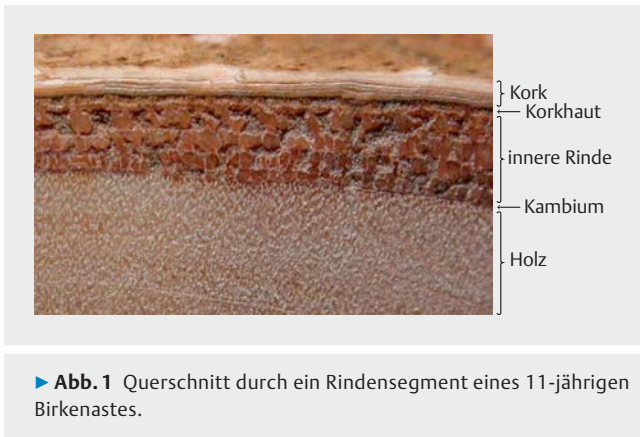 Kork
Korkhaut
innere Rinde
Kambium
Holz
▶ Abb. 1 Querschnitt durch ein Rindensegment eines 11-jährigen
Birkenastes.